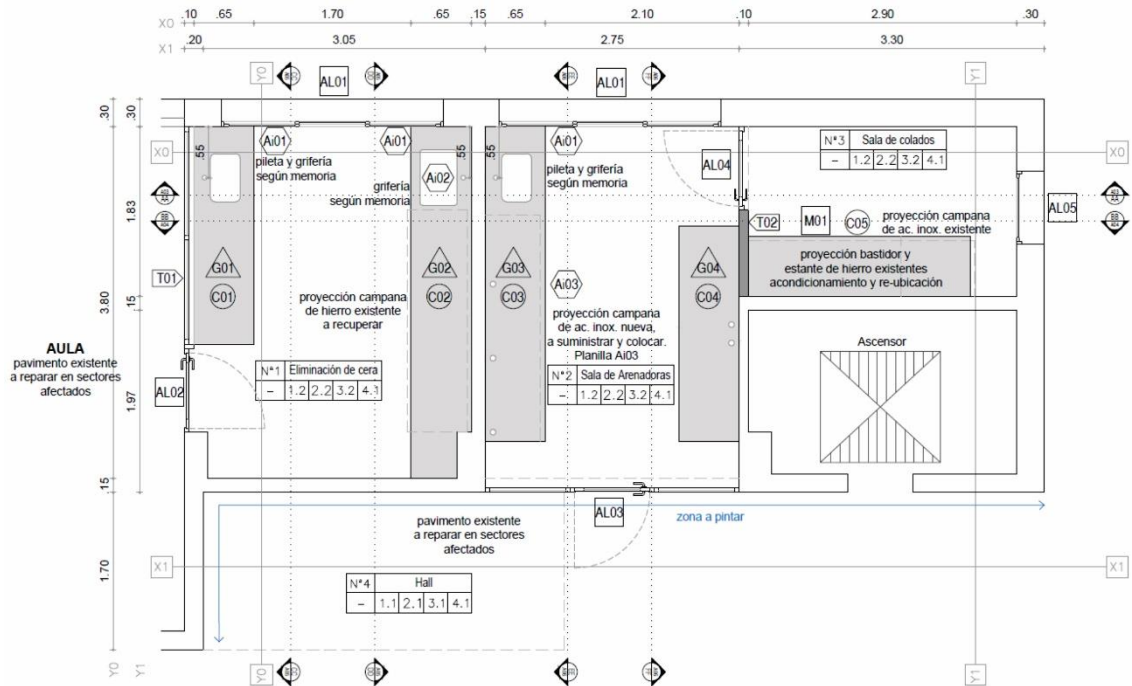 .10 .65 1.70 .65 .15 .65 2.10 .10 2.90 .30
X0
X1 .20 3.05 2.75 3.30
Y0 AL01 AL01 Y1
.30 .30
X0 .55 Ai01 Ai01 .55 .55 Ai01 N°3 Sala de colados X0
– 1.2 2.2 3.2 4.1
pileta y grifería
según memoria
Ai02
grifería
según memoria
pileta y grifería
según memoria
AL04
AL05
1.83
T02 M01 C05 proyección campana
de ac. inox. existente
proyección bastidor y
estante de hierro existentes
acondicionamiento y re-ubicación
T01 G01 G02 G03 G04
C01 C02 C03 C04
Ai03
3.80 .15
proyección campana
de hierro existente
a recuperar
proyección campana
de ac. inox. nueva,
a suministrar y colocar.
Planilla Ai03
Ascensor
AULA
pavimento existente
a reparar en sectores
afectados
AL02
N°1 Eliminación de cera
– 1.2 2.2 3.2 4.1
N°2 Sala de Arenadoras
– 1.2 2.2 3.2 4.1
1.97
.15
AL03
zona a pintar
pavimento existente
a reparar en sectores
afectados
X1 X1
1.70
N°4 Hall
– 1.1 2.1 3.1 4.1
Y0 Y1 Y0 Y1